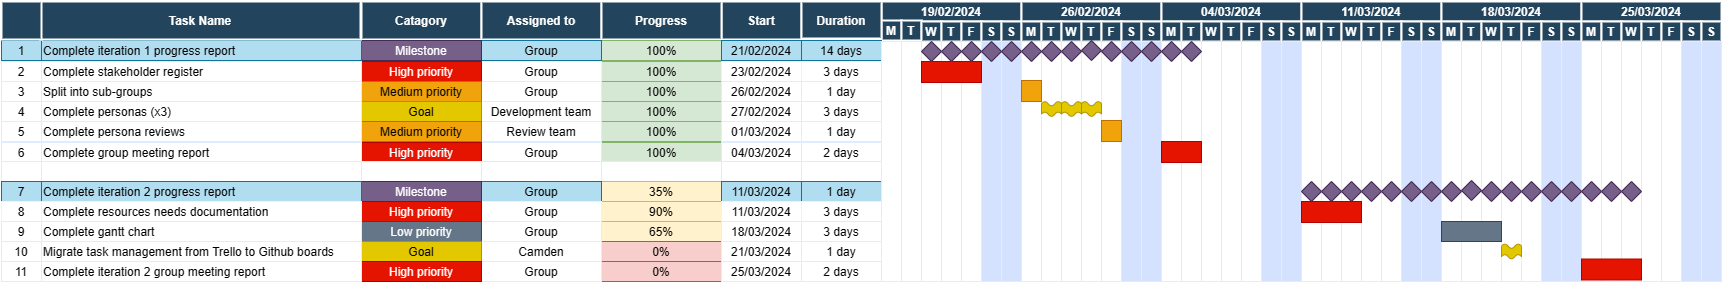 Task Name Catagory Assigned to Progress Start Duration 19/02/2024 26/02/2024 04/03/2024 11/03/2024 18/03/2024 25/03/2024
M T W T F S S M T W T F S S M T W T F S S M T W T F S S M T W T F S S M T W T F S S
1 Complete iteration 1 progress report Milestone Group 100% 21/02/2024 14 days
2 Complete stakeholder register High priority Group 100% 23/02/2024 3 days
3 Split into sub-groups Medium priority Group 100% 26/02/2024 1 day
4 Complete personas (x3) Goal Development team 100% 27/02/2024 3 days
5 Complete persona reviews Medium priority Review team 100% 01/03/2024 1 day
6 Complete group meeting report High priority Group 100% 04/03/2024 2 days
7 Complete iteration 2 progress report Milestone Group 35% 11/03/2024 1 day
8 Complete resources needs documentation High priority Group 90% 11/03/2024 3 days
9 Complete gantt chart Low priority Group 65% 18/03/2024 3 days
10 Migrate task management from Trello to Github boards Goal Camden 0% 21/03/2024 1 day
11 Complete iteration 2 group meeting report High priority Group 0% 25/03/2024 2 days